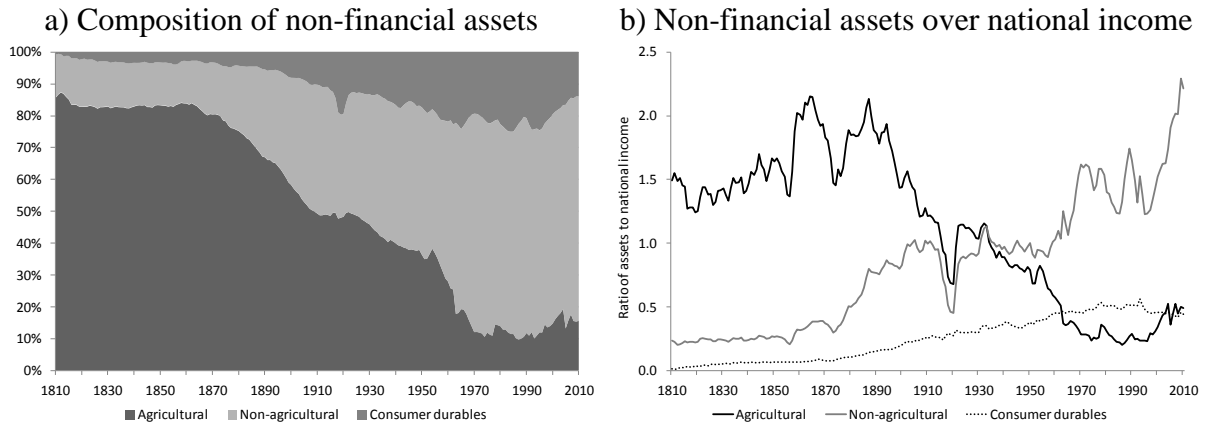 a) Composition of non-financial assets
100%
90%
80%
70%
60%
50%
40%
30%
20%
10%
0%
1810 1830 1850 1870 1890 1910 1930 1950 1970 1990 2010
Agricultural Non-agricultural Consumer durables
b) Non-financial assets over national income
Ratio of assets to national income
2.5
2.0
1.5
1.0
0.5
0.0
1810 1830 1850 1870 1890 1910 1930 1950 1970 1990 2010
Agricultural Non-agricultural Consumer durables